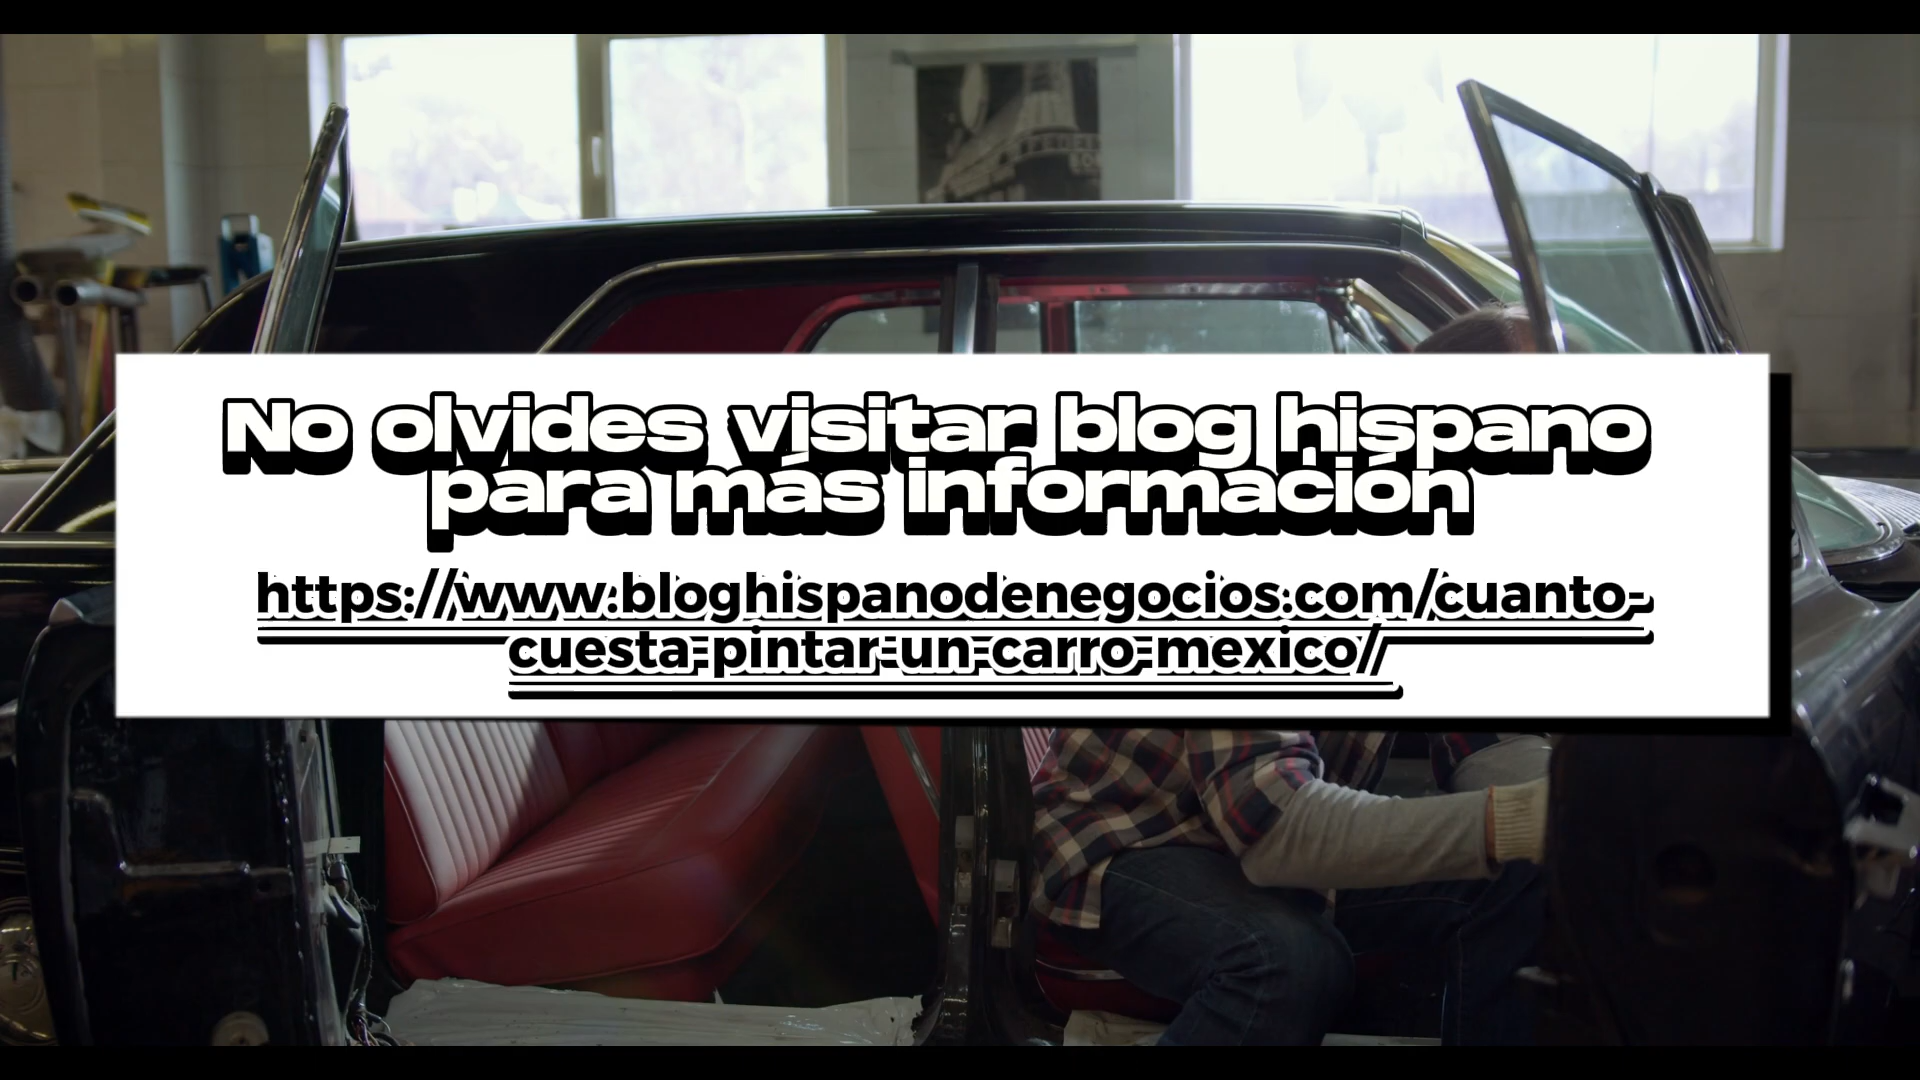 No olvides visitar blog hispano
para más información
https://www.bloghispanodenegocios.com/cuanto-
cuesta-pintar-un-carro-mexico//